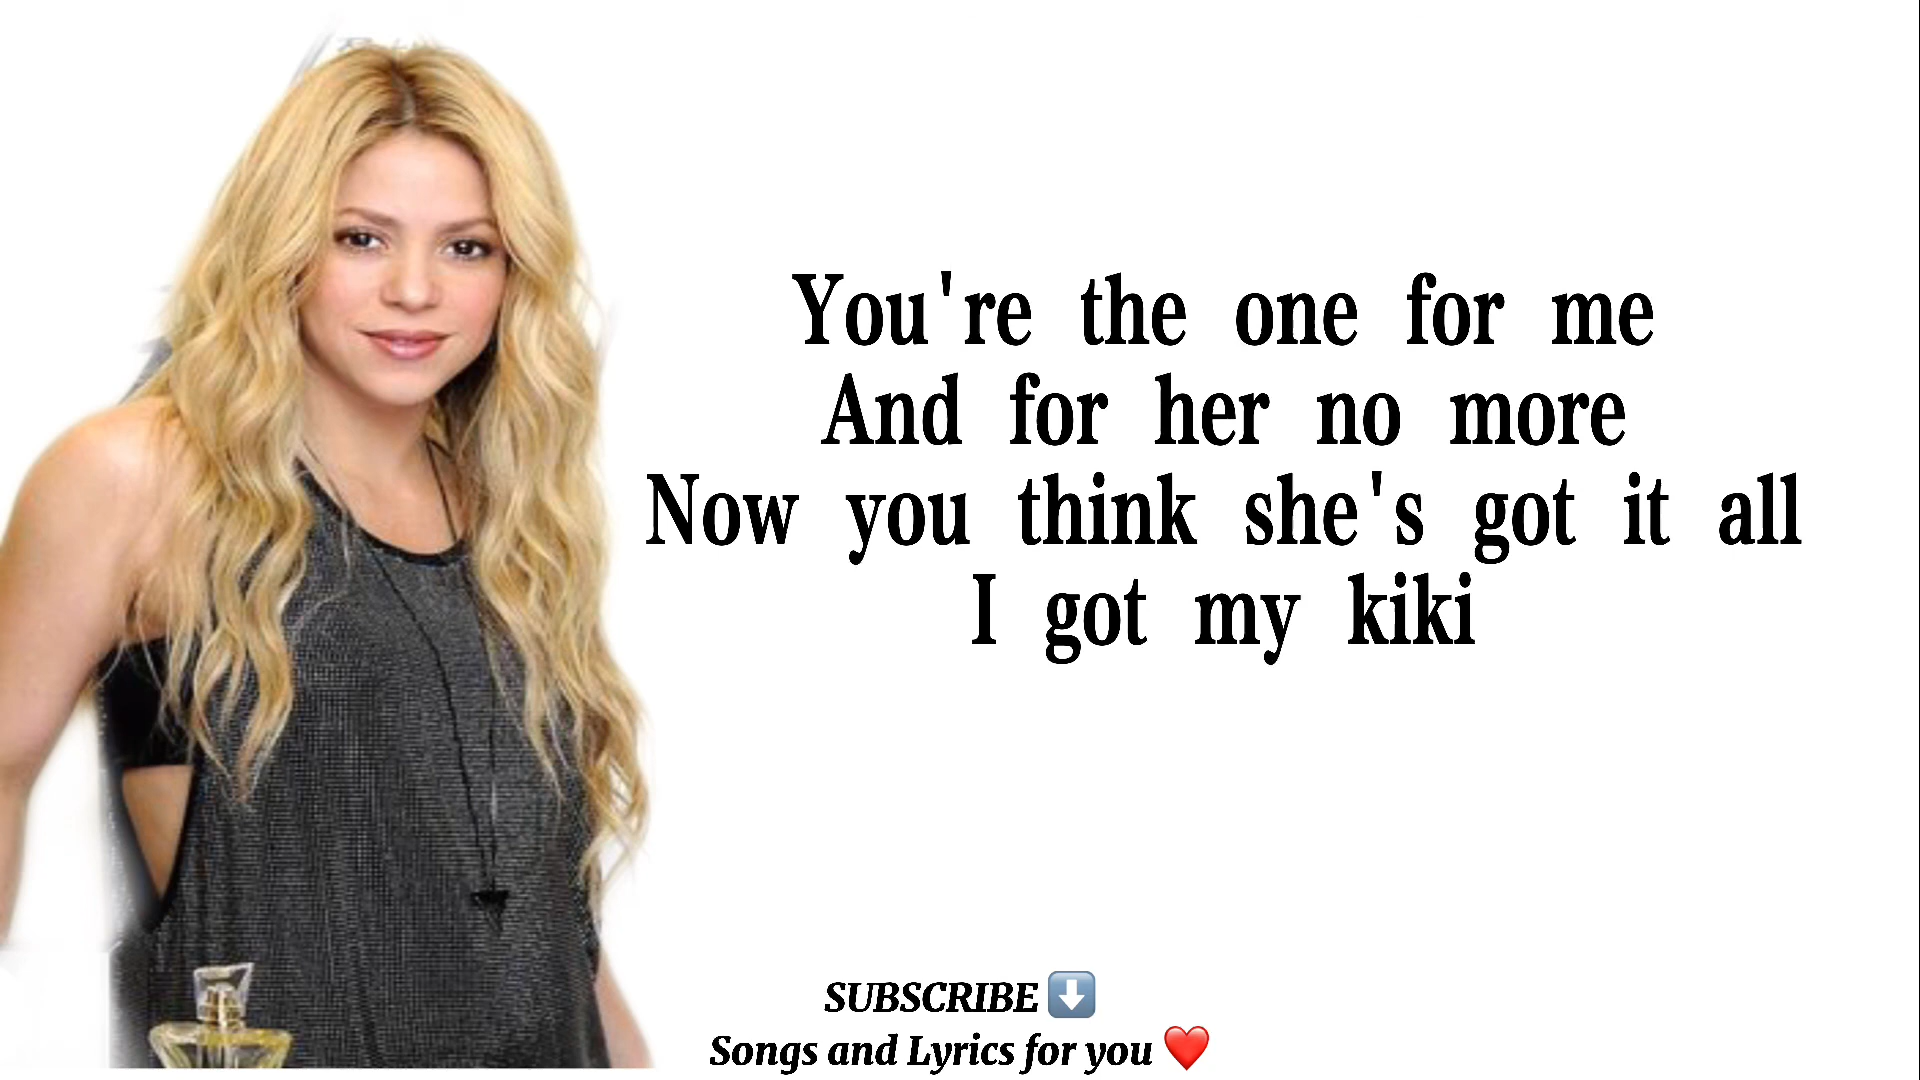 You're the one for me
And for her no more
Now you think she's got it all
I got my kiki
SUBSCRIBE ⬇️
Songs and Lyrics for you ❤️